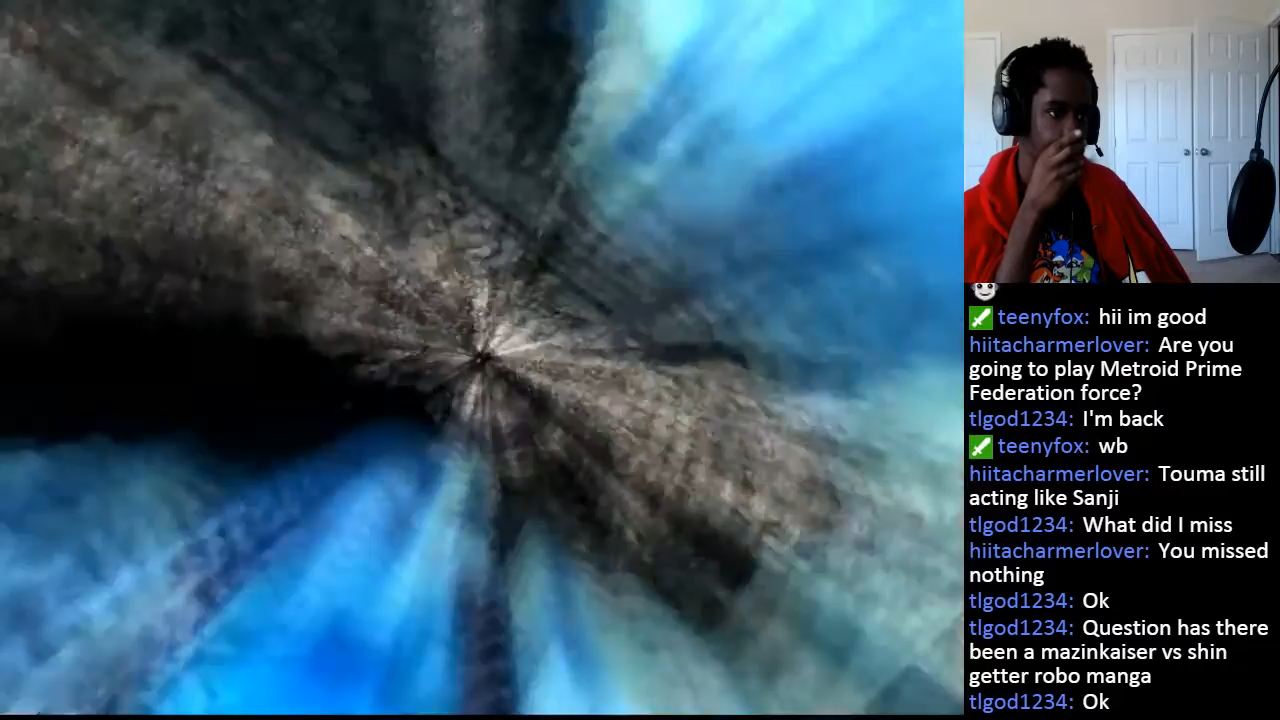 teenyfox: hii im good
hiitacharmerlover: Are you
going to play Metroid Prime
Federation force?
tlgod1234: I'm back
teenyfox: wb
hiitacharmerlover: Touma still
acting like Sanji
tlgod1234: What did I miss
hiitacharmerlover: You missed
nothing
tlgod1234: Ok
tlgod1234: Question has there
been a mazinkaiser vs shin
getter robo manga
tlgod1234: Ok